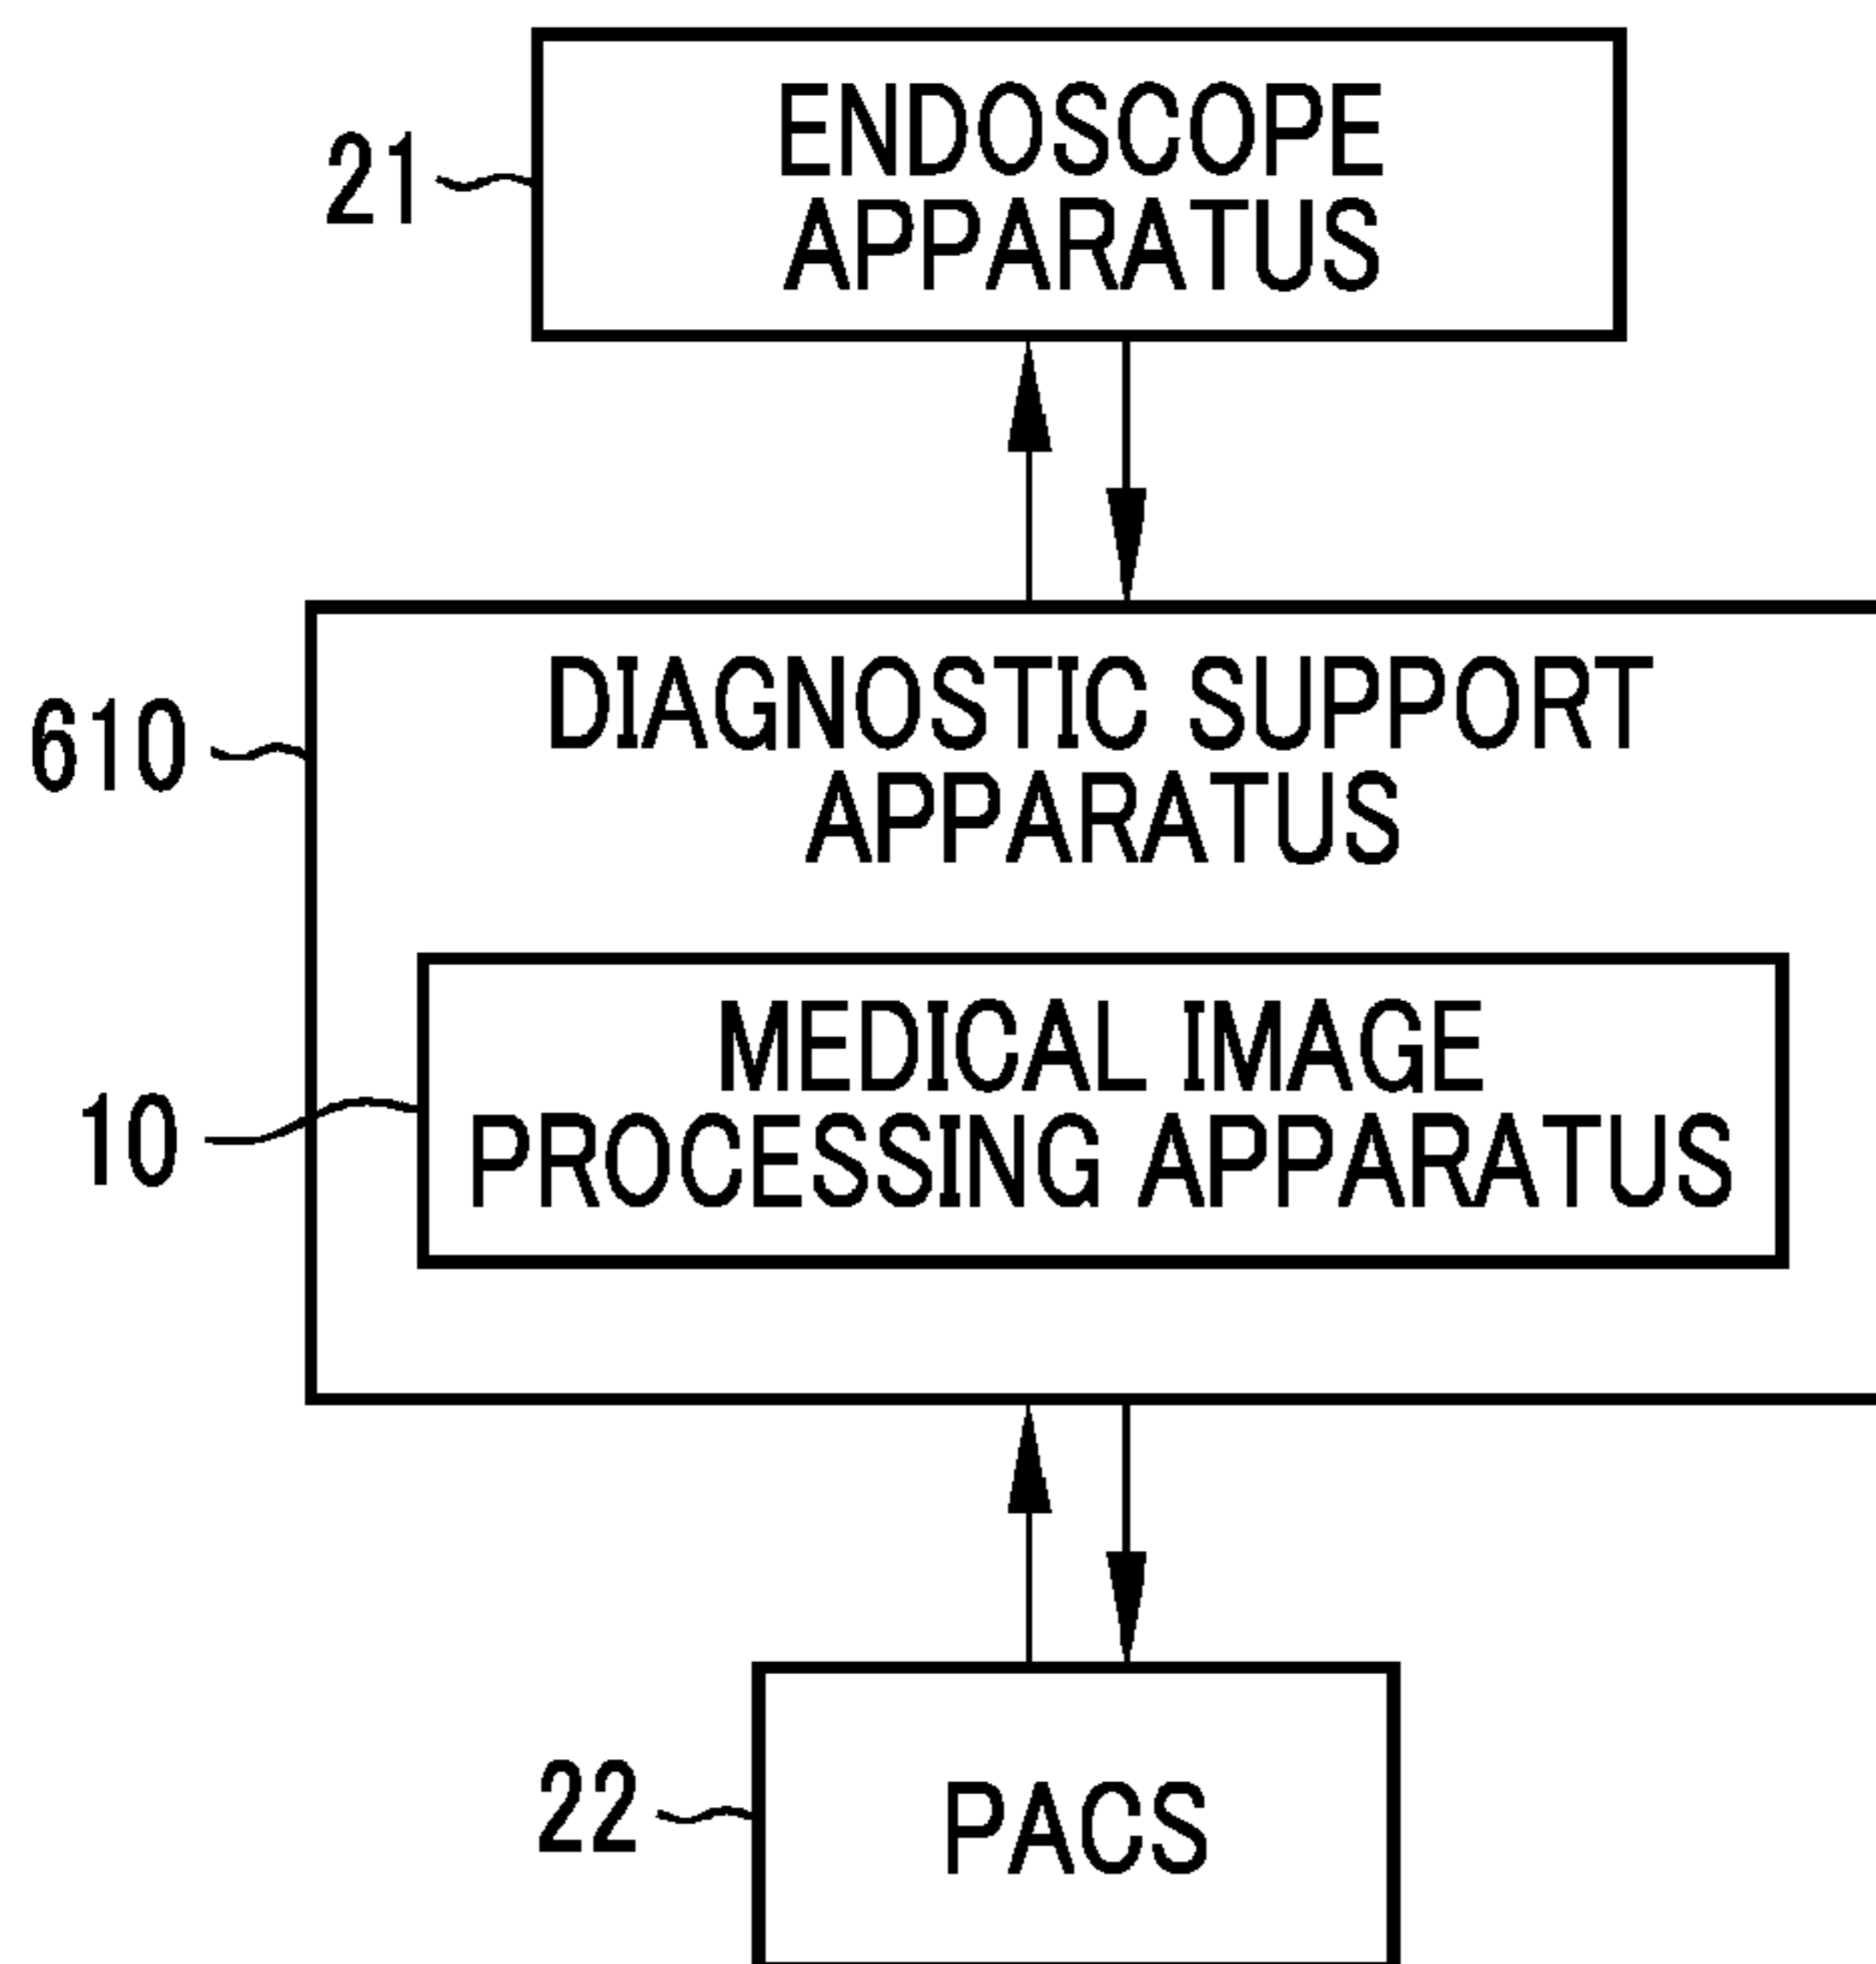 ENDOSCOPE
APPARATUS
21
DIAGNOSTIC SUPPORT
APPARATUS
610
MEDICAL IMAGE
PROCESSING APPARATUS
10
PACS
22